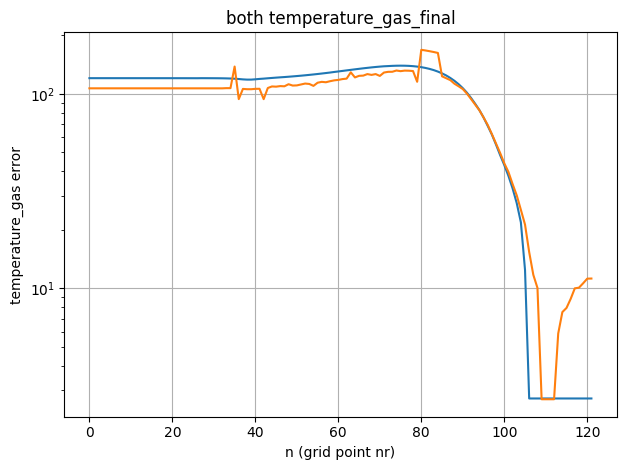 both temperature_gas_final
temperature_gas error
10²
10¹
0 20 40 60 80 100 120
n (grid point nr)